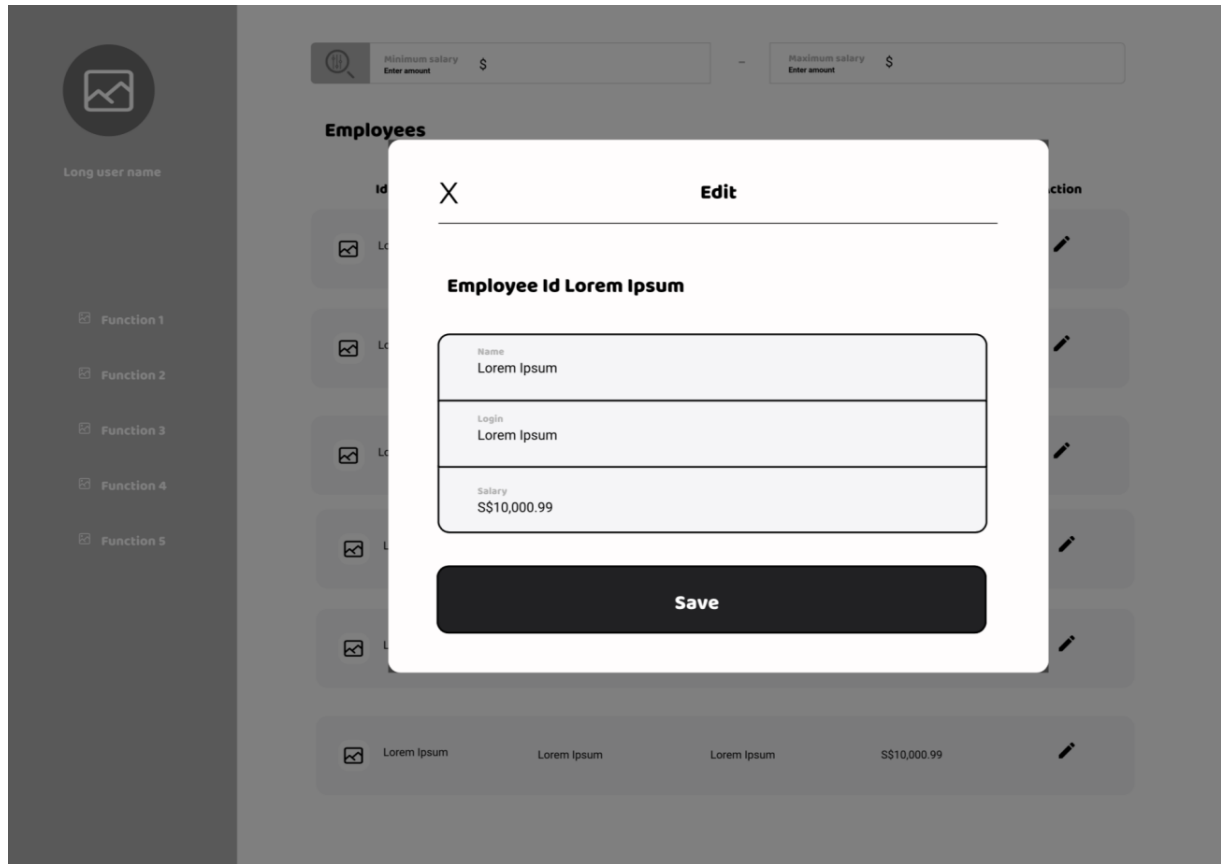 Minimum salary
Enter amount
$
–
Maximum salary
Enter amount
$
Long user name
Function 1
Function 2
Function 3
Function 4
Function 5
Employees
Id
X
Edit
Employee Id Lorem Ipsum
Name
Lorem Ipsum
Login
Lorem Ipsum
Salary
S$10,000.99
Save
Lorem Ipsum Lorem Ipsum Lorem Ipsum S$10,000.99